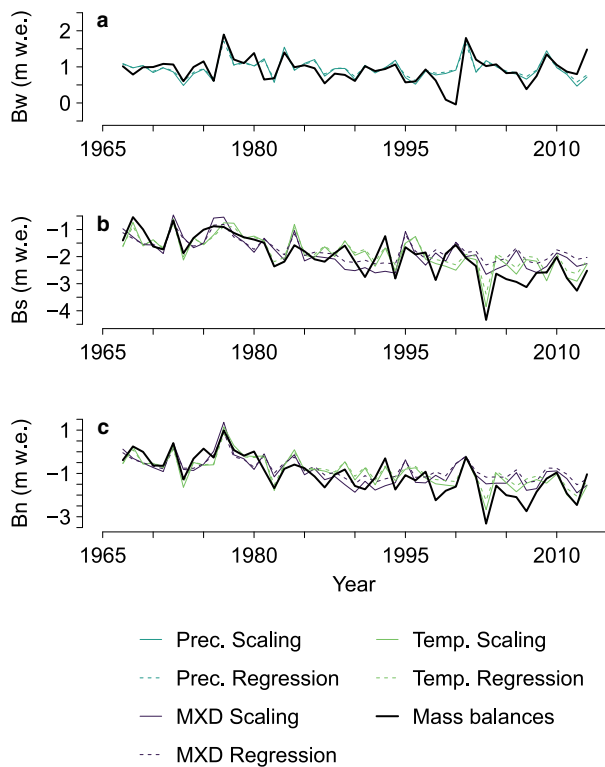 a
Bw (m w.e.)
2
1
0
1965 1980 1995 2010
b
Bs (m w.e.)
−1
−2
−3
−4
1965 1980 1995 2010
c
Bn (m w.e.)
1
−1
−3
1965 1980 1995 2010
Year
Prec. Scaling
Prec. Regression
MXD Scaling
MXD Regression
Temp. Scaling
Temp. Regression
Mass balances